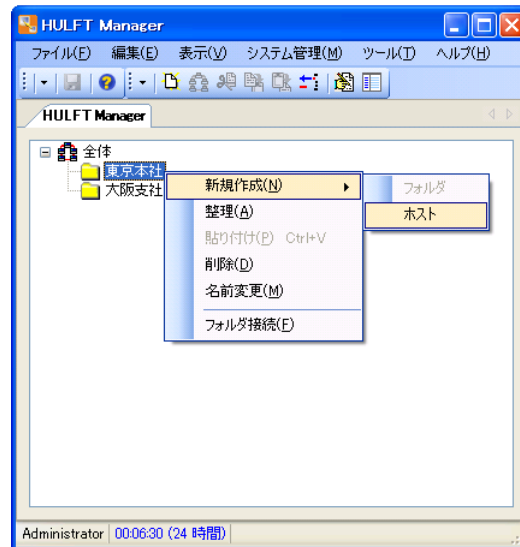 HULFT Manager
ファイル(F) 編集(E) 表示(V) システム管理(M) ツール(T) ヘルプ(H)
HULFT Manager
全体
東京本社
大阪支社
新規作成(N)
整理(A)
貼り付け(P) Ctrl+V
削除(D)
名前変更(M)
フォルダ接続(F)
フォルダ
ホスト
Administrator 00:06:30 (24 時間)